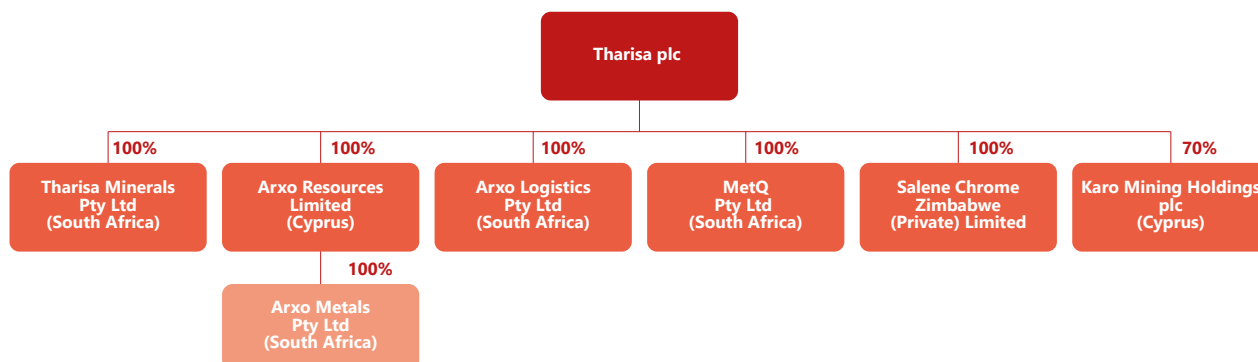 Tharisa plc
100%
100%
100%
100%
100%
70%
Tharisa Minerals
Pty Ltd
(South Africa)
Arxo Resources
Limited
(Cyprus)
Arxo Logistics
Pty Ltd
(South Africa)
MetQ
Pty Ltd
(South Africa)
Salene Chrome
Zimbabwe
(Private) Limited
Karo Mining Holdings
plc
(Cyprus)
100%
Arxo Metals
Pty Ltd
(South Africa)